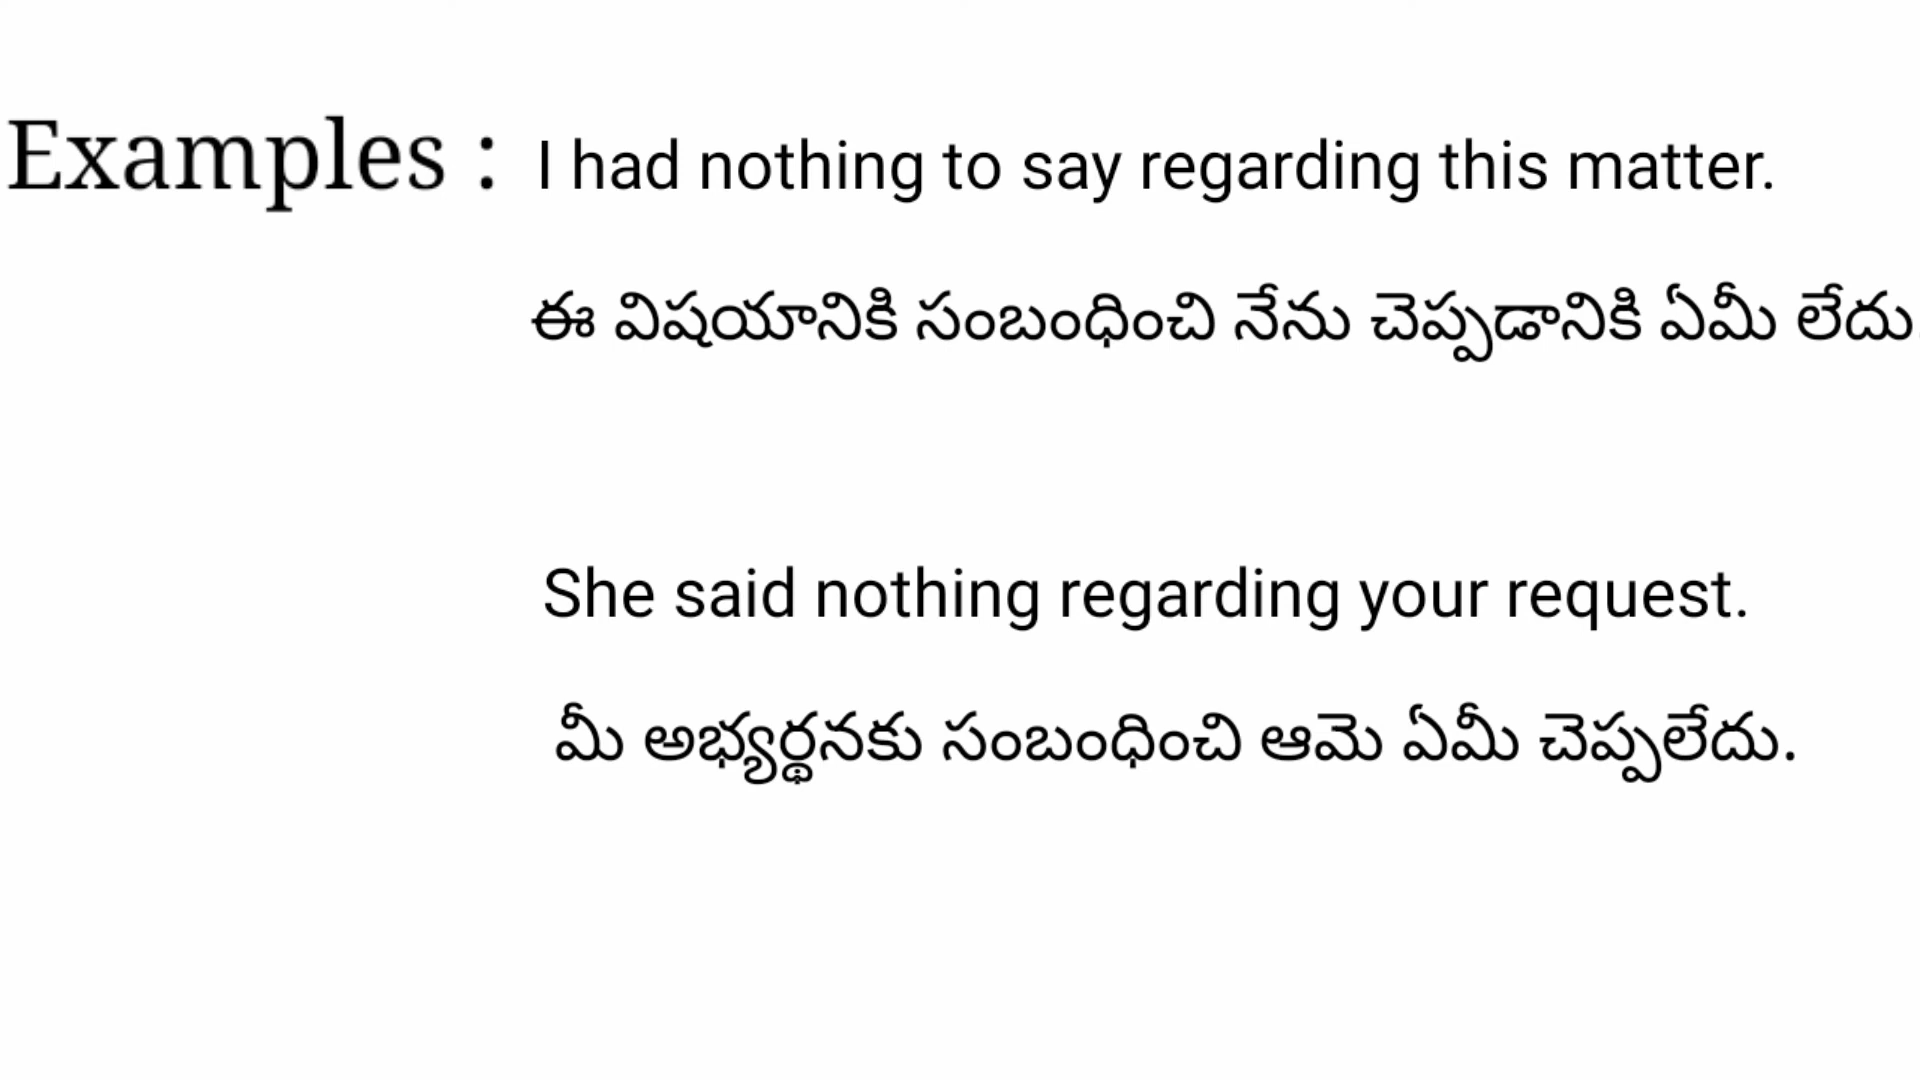 Examples : I had nothing to say regarding this matter.
ఈ విషయానికి సంబంధించి నేను చెప్పడానికి ఏమీ లేదు.
She said nothing regarding your request.
మీ అభ్యర్థనకు సంబంధించి ఆమె ఏమీ చెప్పలేదు.